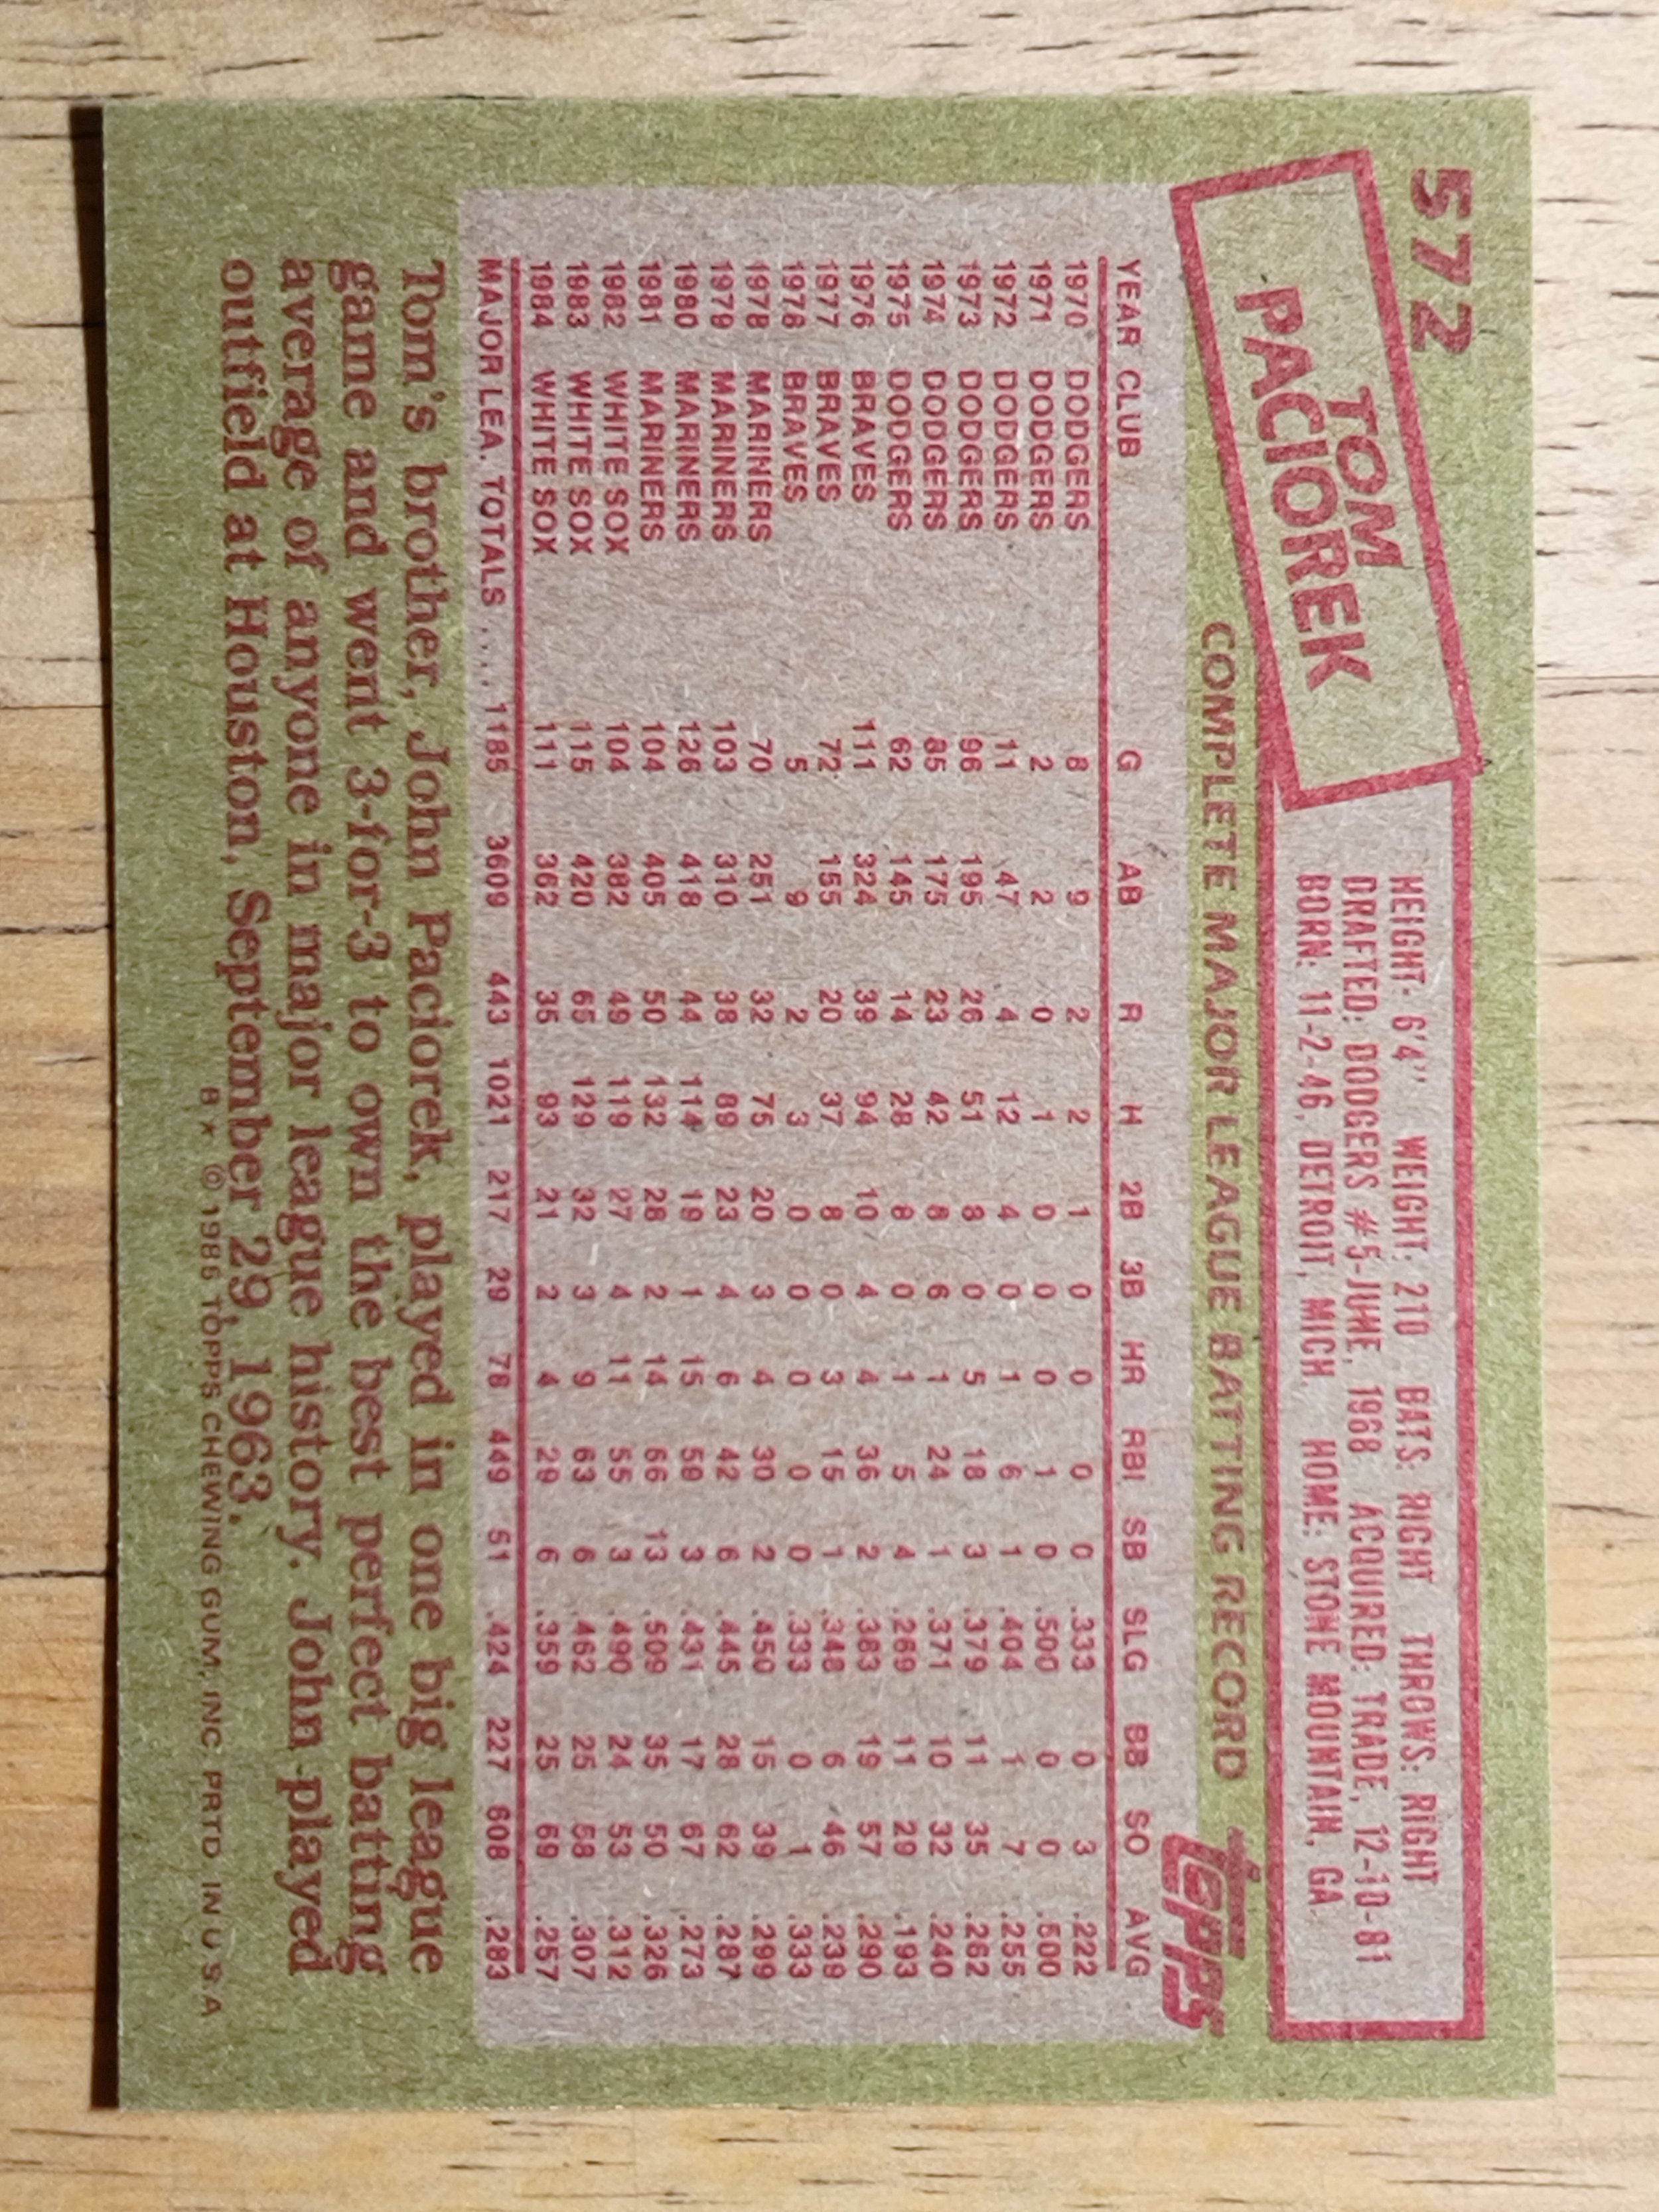 572
TOM
PACIOREK
HEIGHT: 6'4" WEIGHT: 210 BATS: RIGHT THROWS: RIGHT
DRAFTED: DODGERS #5-JUNE, 1968 ACQUIRED: TRADE, 12-10-81
BORN: 11-2-46, DETROIT, MICH. HOME: STONE MOUNTAIN, GA.
COMPLETE MAJOR LEAGUE BATTING RECORD
topps
YEAR CLUB G AB R H 2B 3B HR RBI SB SLG BB SO AVG
1970 DODGERS 8 9 2 2 1 0 0 0 0 .333 0 3 .222
1971 DODGERS 2 2 0 1 0 0 0 1 0 .500 0 0 .500
1972 DODGERS 11 47 4 12 4 0 1 6 1 .404 1 7 .255
1973 DODGERS 96 195 26 51 8 0 5 18 3 .379 11 35 .262
1974 DODGERS 85 175 23 42 8 6 1 24 1 .371 10 32 .240
1975 DODGERS 62 145 14 28 8 0 1 5 4 .269 11 29 .193
1976 BRAVES 111 324 39 94 10 4 4 36 2 .383 19 57 .290
1977 BRAVES 72 155 20 37 8 0 3 15 1 .348 6 46 .239
1978 BRAVES 5 9 2 3 0 0 0 0 0 .333 0 1 .333
1978 MARINERS 70 251 32 75 20 3 4 30 2 .450 15 39 .299
1979 MARINERS 103 310 38 89 23 4 6 42 6 .445 28 62 .287
1980 MARINERS 126 418 44 114 19 1 15 59 3 .431 17 67 .273
1981 MARINERS 104 405 50 132 28 2 14 66 13 .509 35 50 .326
1982 WHITE SOX 104 382 49 119 27 4 11 55 3 .490 24 53 .312
1983 WHITE SOX 115 420 65 129 32 3 9 63 6 .462 25 58 .307
1984 WHITE SOX 111 362 35 93 21 2 4 29 6 .359 25 69 .257
MAJOR LEA. TOTALS .... 1185 3609 443 1021 217 29 78 449 51 .424 227 608 .283
Tom's brother, John Paciorek, played in one big league
game and went 3-for-3 to own the best perfect batting
average of anyone in major league history. John played
outfield at Houston, September 29, 1963.
B * © 1985 TOPPS CHEWING GUM, INC. PRTD. IN U.S.A.